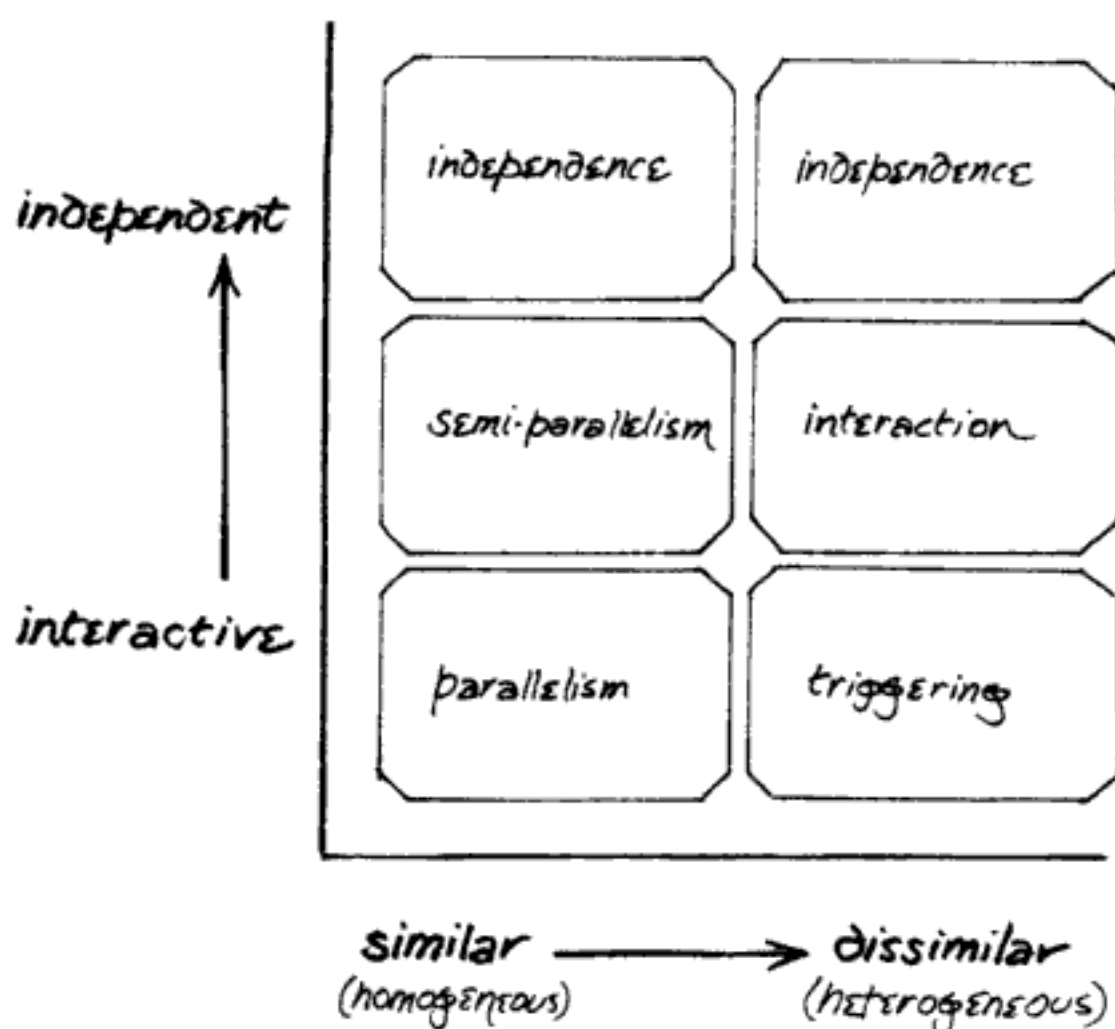 independence independence
independent
semi-parallelism interaction
interactive
parallelism triggering
similar dissimilar
(homogeneous) (heterogeneous)